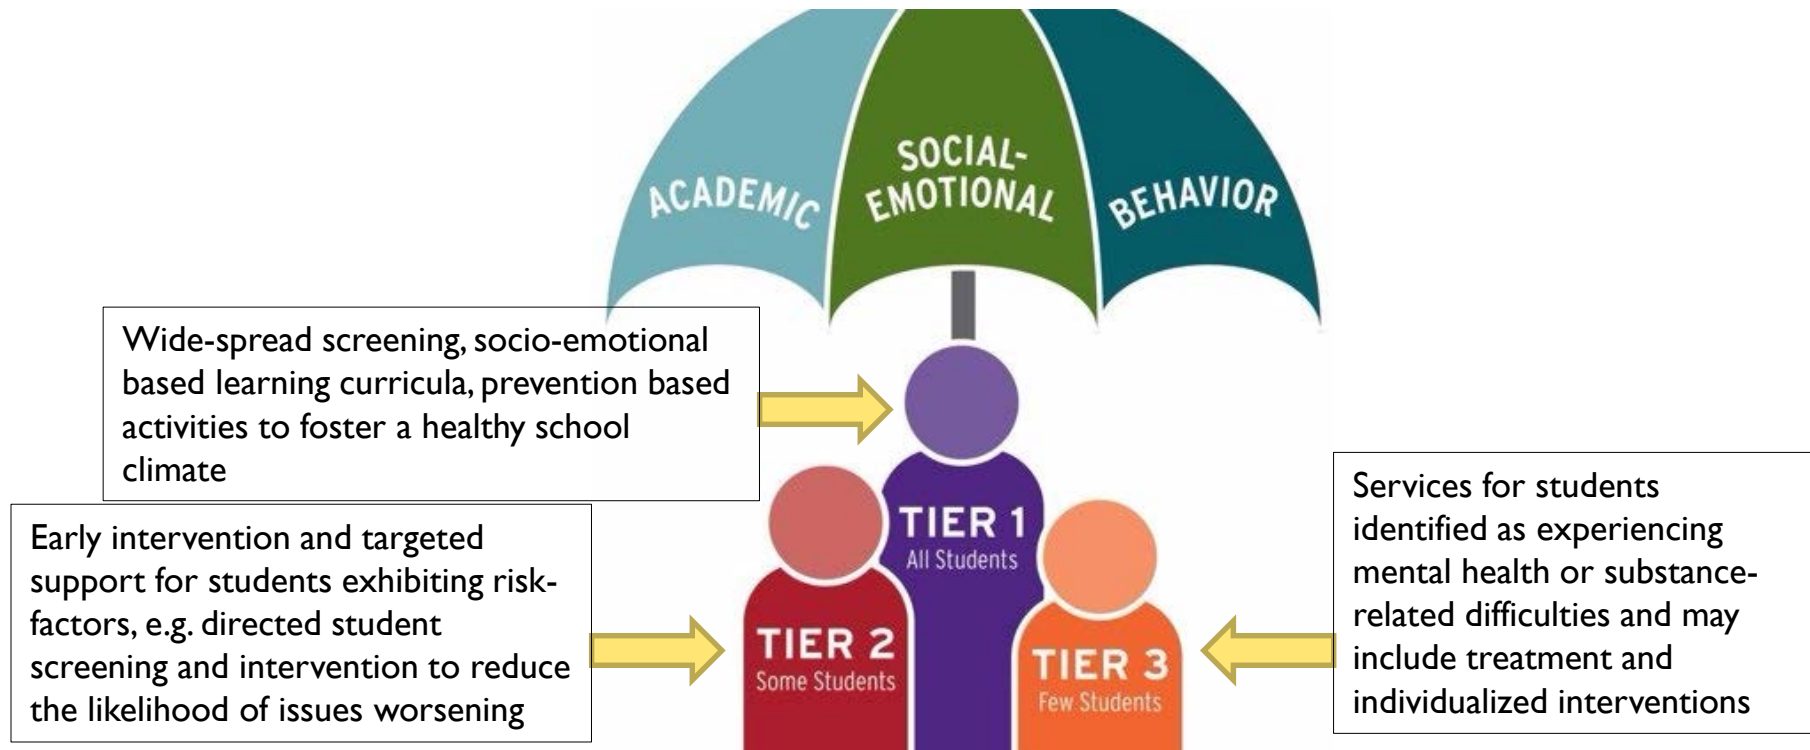 ACADEMIC
SOCIAL-
EMOTIONAL
BEHAVIOR
Wide-spread screening, socio-emotional
based learning curricula, prevention based
activities to foster a healthy school
climate
Early intervention and targeted
support for students exhibiting risk-
factors, e.g. directed student
screening and intervention to reduce
the likelihood of issues worsening
TIER 1
All Students
TIER 2
Some Students
TIER 3
Few Students
Services for students
identified as experiencing
mental health or substance-
related difficulties and may
include treatment and
individualized interventions